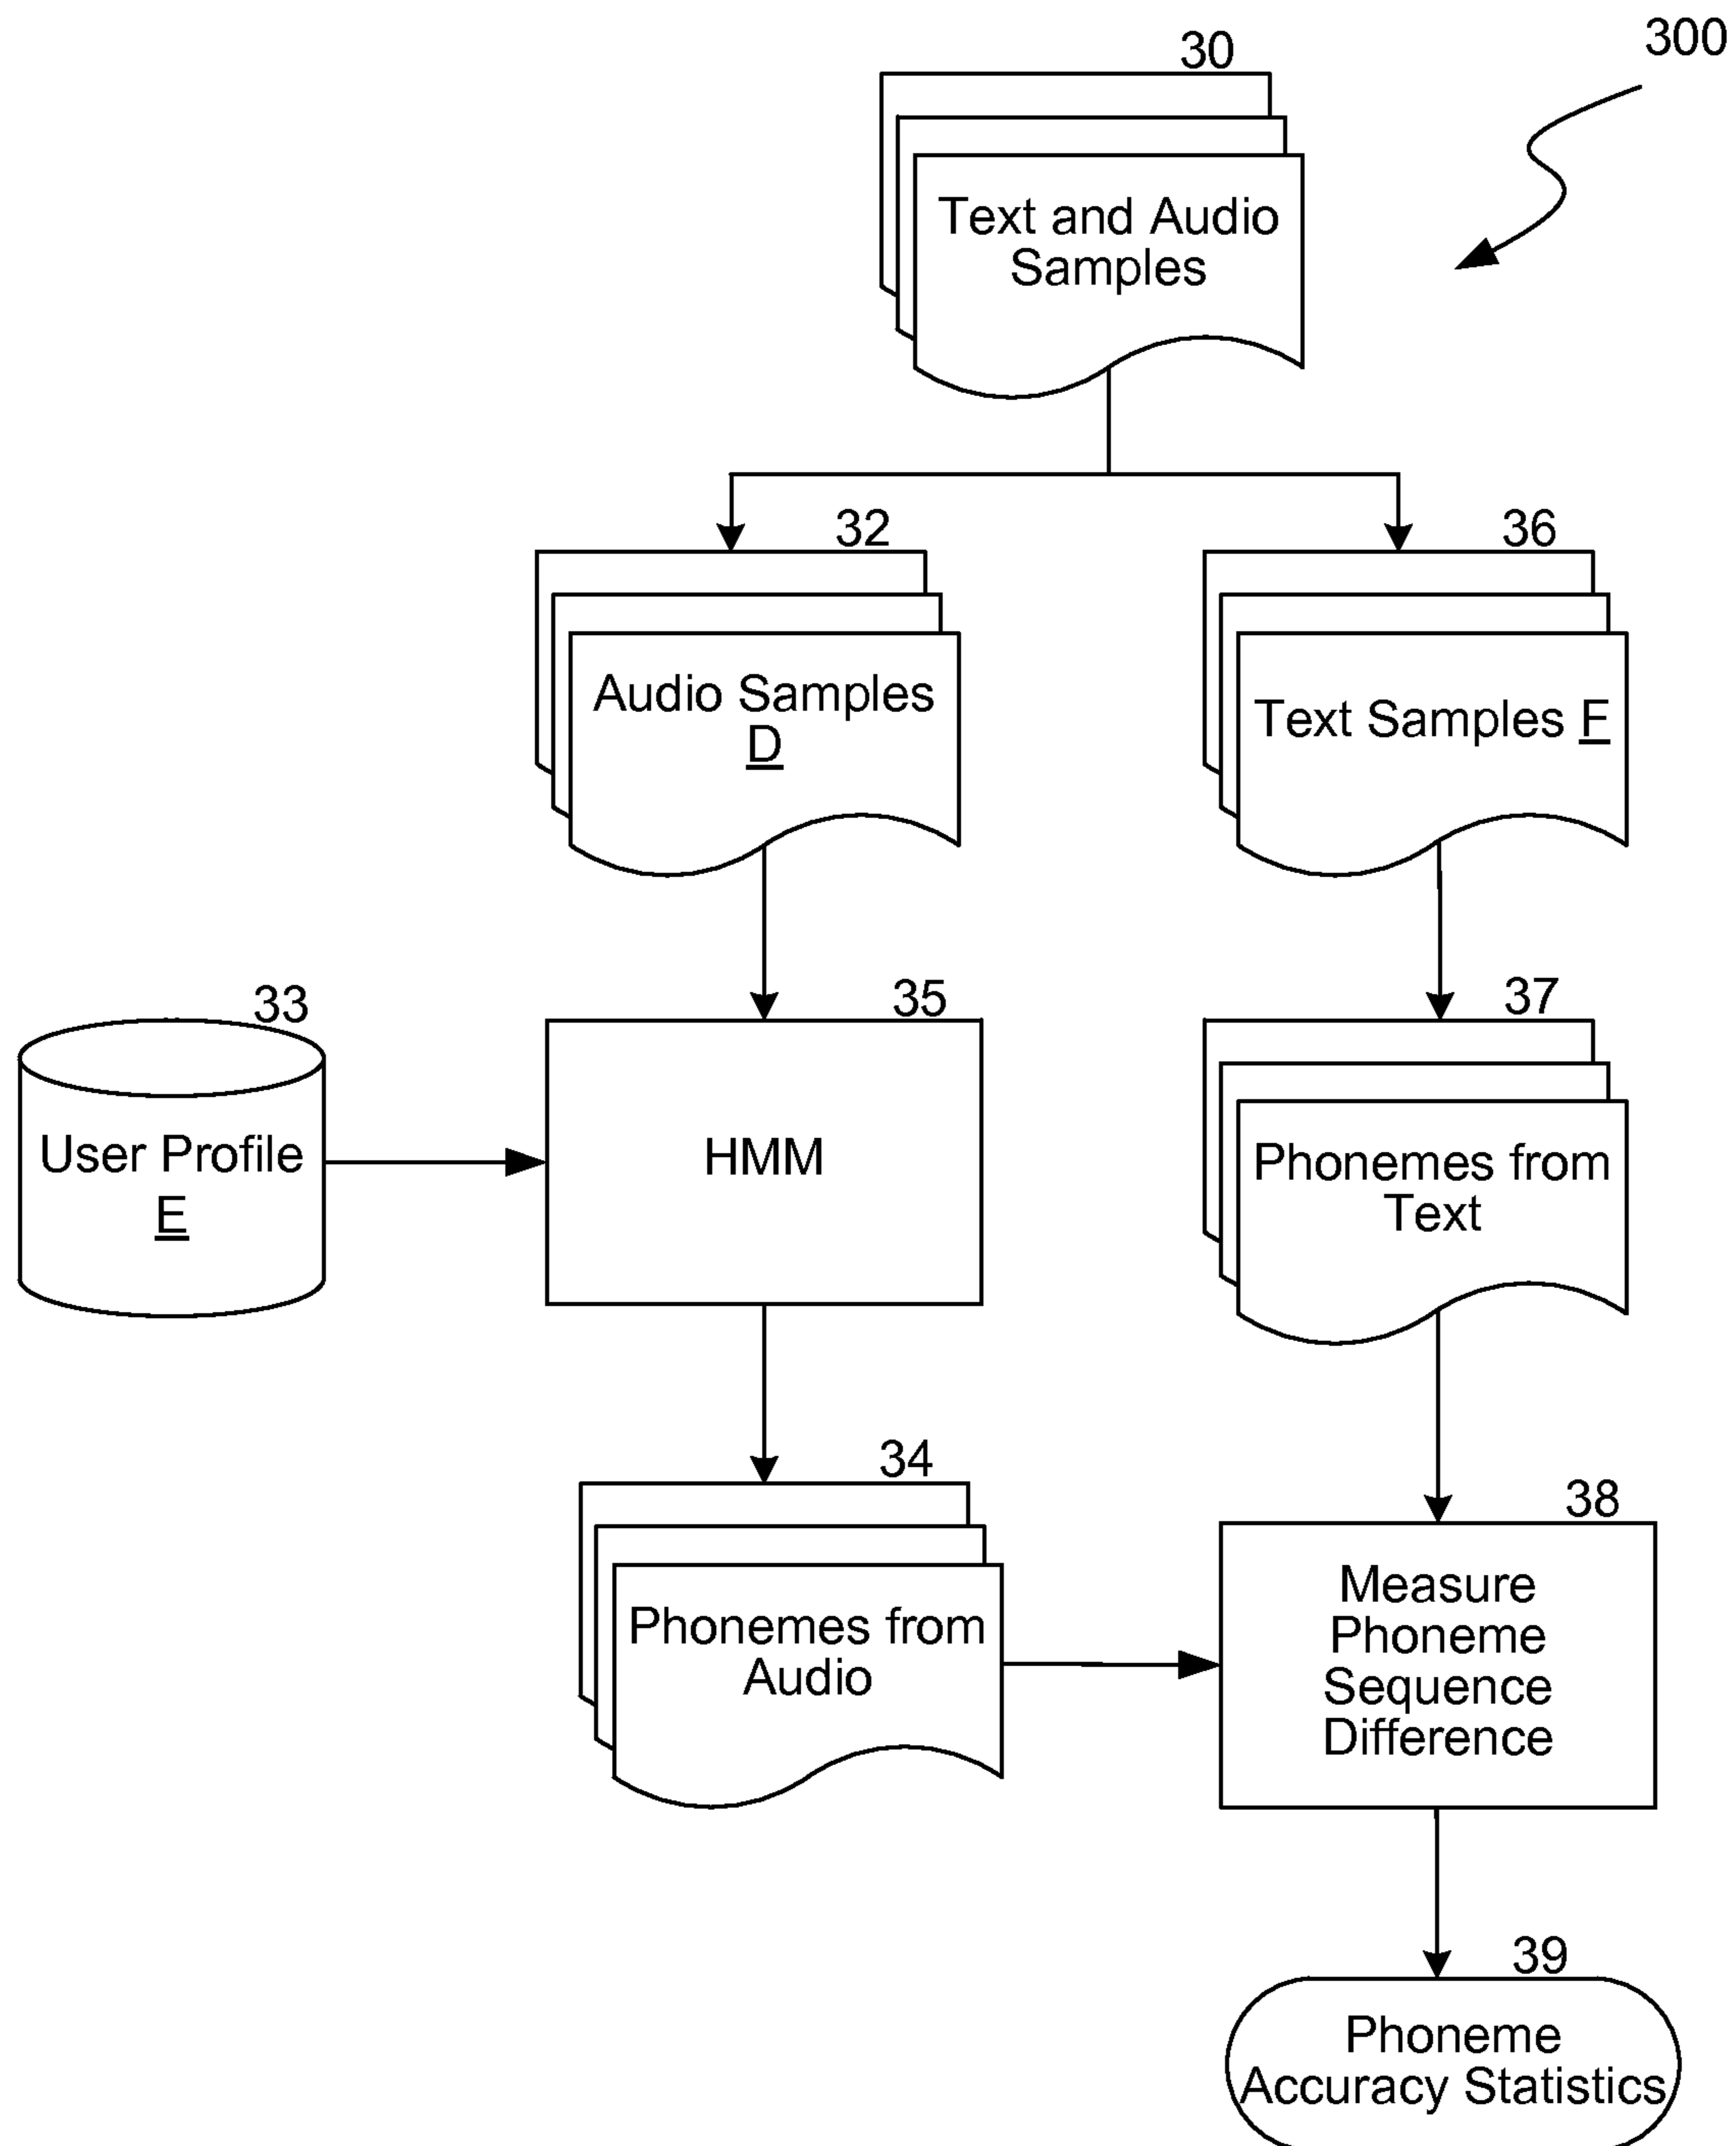 300
30
Text and Audio
Samples
32
Audio Samples
D
36
Text Samples F
33
User Profile
E
35
HMM
37
Phonemes from
Text
34
Phonemes from
Audio
38
Measure
Phoneme
Sequence
Difference
39
Phoneme
Accuracy Statistics